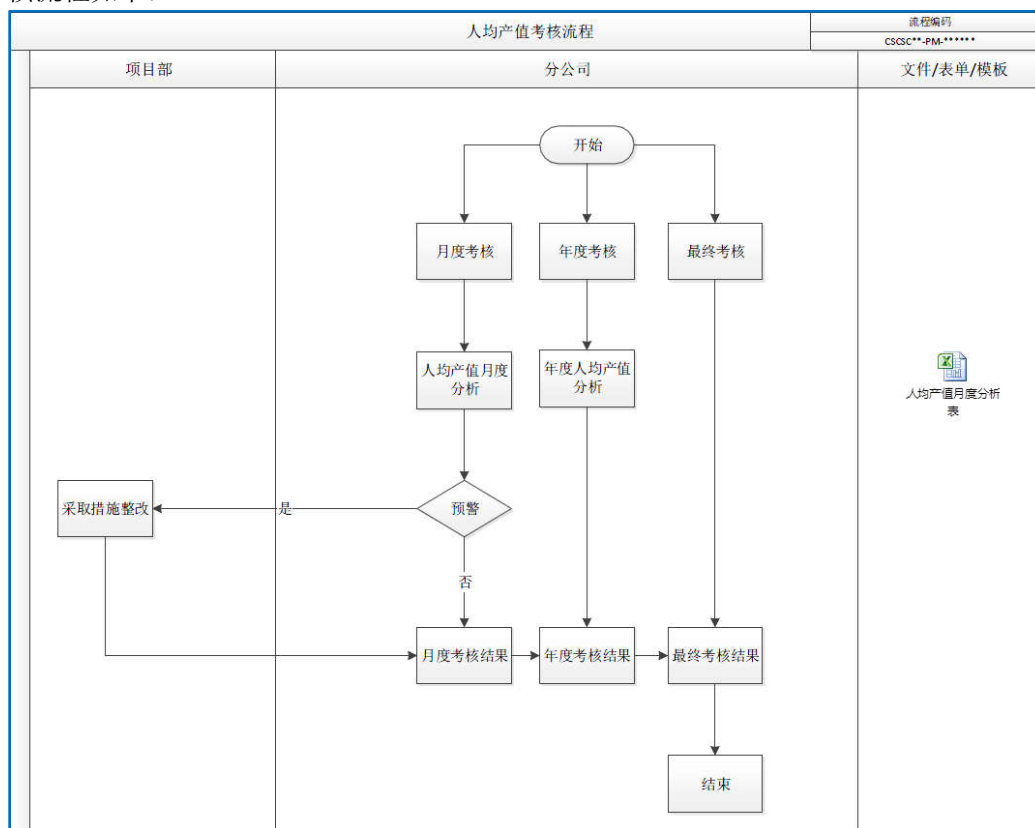 人均产值考核流程
流程编码
CSCSC**-PM-******
项目部
分公司
文件/表单/模板
开始
月度考核
年度考核
最终考核
人均产值月度
分析
年度人均产值
分析
人均产值月度分析
表
采取措施整改
是
预警
否
月度考核结果
年度考核结果
最终考核结果
结束